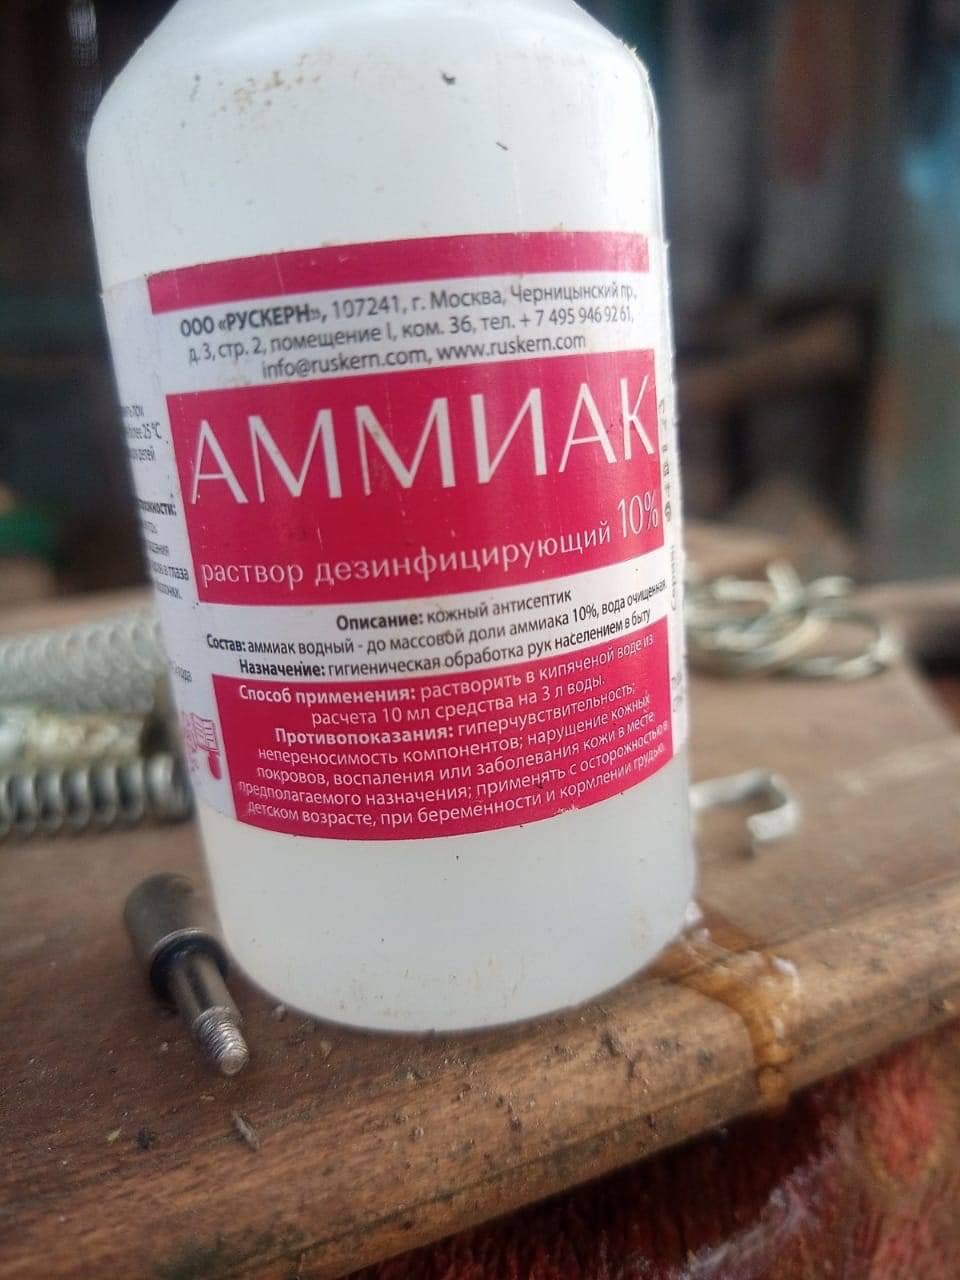 ООО «РУСКЕРН», 107241, г. Москва, Черницынский пр,
д. 3, стр. 2, помещение I, ком. 36, тел. + 7 495 946 92 61,
info@ruskern.com, www.ruskern.com
АММИАК
раствор дезинфицирующий 10%
Описание: кожный антисептик
Состав: аммиак водный - до массовой доли аммиака 10%, вода очищенная.
Назначение: гигиеническая обработка рук населением в быту
Способ применения: растворить в кипяченой воде из
расчета 10 мл средства на 3 л воды.
Противопоказания: гиперчувствительность,
непереносимость компонентов; нарушение кожных
покровов, воспаления или заболевания кожи в месте
предполагаемого назначения; применять с осторожностью в
детском возрасте, при беременности и кормлении грудью.
при
25 °С
детей
в глаза